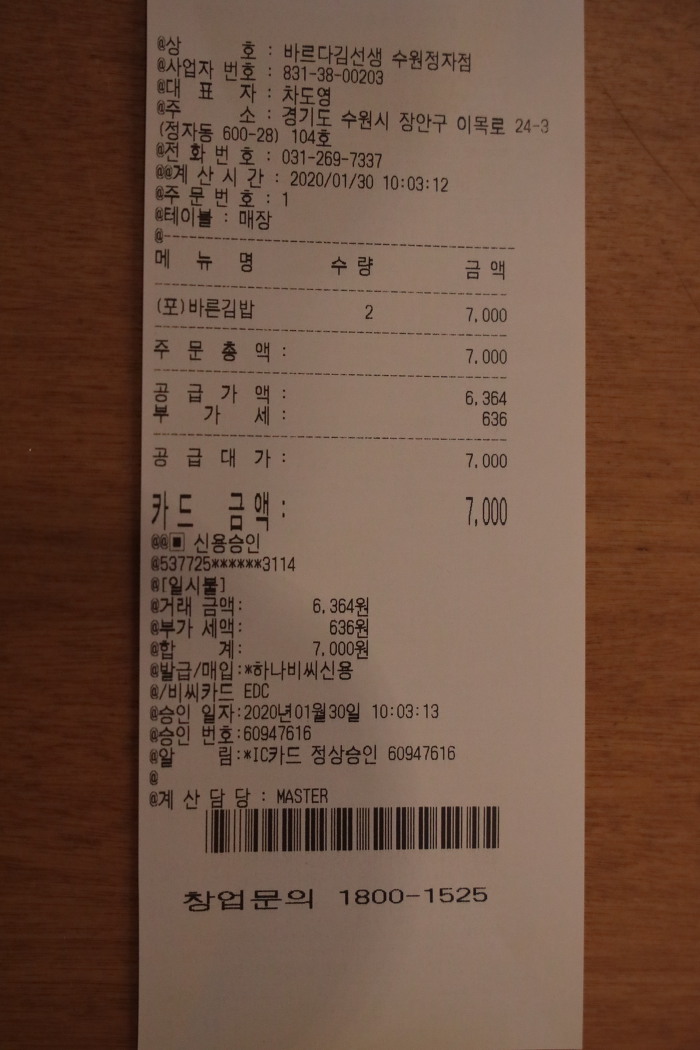 @상 호 : 바르다김선생 수원정자점
@사업자 번호 : 831-38-00203
@대 표 자 : 차도영
@주 소 : 경기도 수원시 장안구 이목로 24-3
(정자동 600-28) 104호
@전 화 번 호 : 031-269-7337
@@계 산 시 간 : 2020/01/30 10:03:12
@주 문 번 호 : 1
@테이블 : 매장
@--------------------------------
메 뉴 명 수 량 금 액
(포)바른김밥 2 7,000
주 문 총 액 : 7,000
공 급 가 액 : 6,364
부 가 세 : 636
공 급 대 가 : 7,000
카드 금액 : 7,000
@@▣ 신용승인
@537725******3114
@[일시불]
@거래 금액: 6,364원
@부가 세액: 636원
@합 계: 7,000원
@발급/매입:*하나비씨신용
@/비씨카드 EDC
@승인 일자:2020년01월30일 10:03:13
@승인 번호:60947616
@알 림:*IC카드 정상승인 60947616
@
@계 산 담 당 : MASTER
창업문의 1800-1525